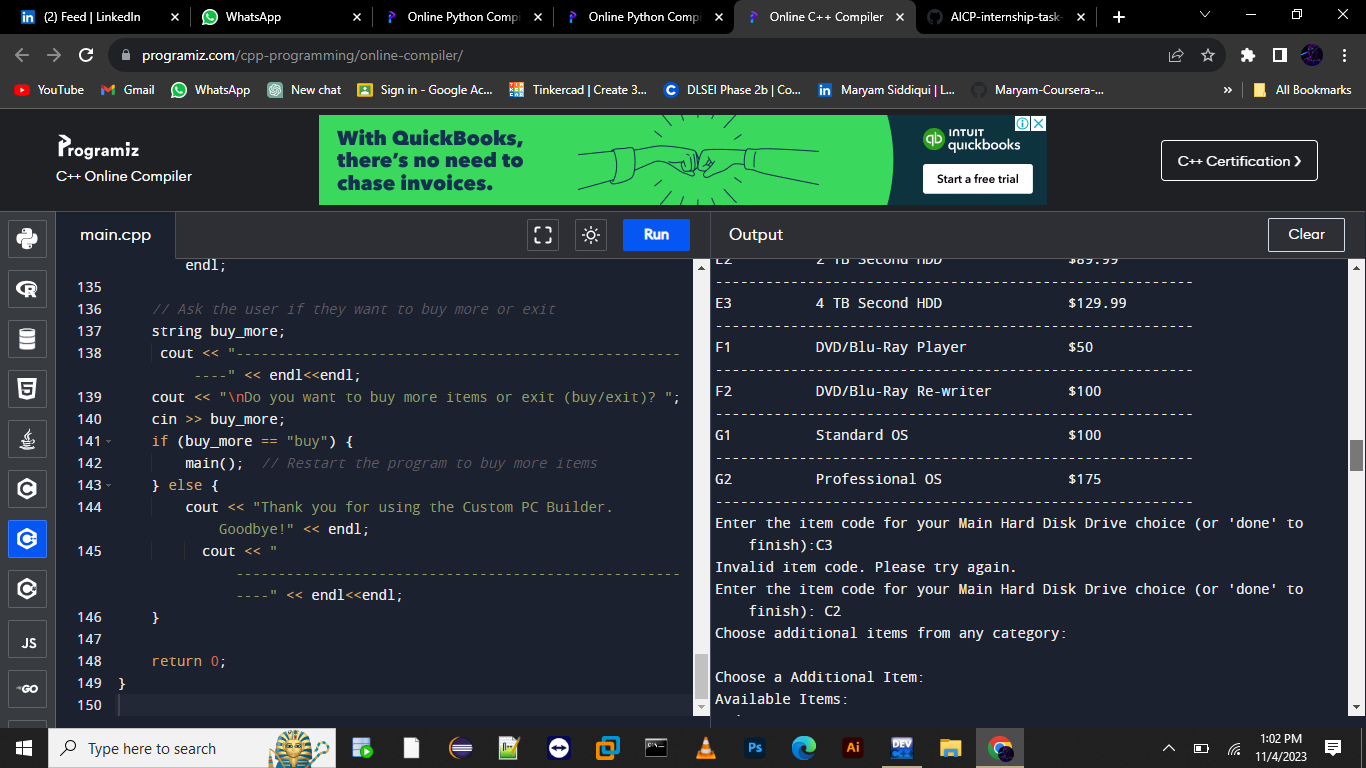 (2) Feed | LinkedIn
WhatsApp
Online Python Compi
Online Python Compi
Online C++ Compiler
AICP-internship-task-
programiz.com/cpp-programming/online-compiler/
YouTube
Gmail
WhatsApp
New chat
Sign in - Google Ac...
Tinkercad | Create 3...
DLSEI Phase 2b | Co...
Maryam Siddiqui | L...
Maryam-Coursera-...
»
All Bookmarks
Programiz
C++ Online Compiler
With QuickBooks,
there's no need to
chase invoices.
INTUIT
quickbooks
Start a free trial
C++ Certification ❯
main.cpp
Run
endl;
135
136 // Ask the user if they want to buy more or exit
137 string buy_more;
138 cout << "-----------------------------------------------------
----" << endl<<endl;
139 cout << "\nDo you want to buy more items or exit (buy/exit)? ";
140 cin >> buy_more;
141 if (buy_more == "buy") {
142 main(); // Restart the program to buy more items
143 } else {
144 cout << "Thank you for using the Custom PC Builder.
Goodbye!" << endl;
145 cout << "
-----------------------------------------------------
----" << endl<<endl;
146 }
147
148 return 0;
149 }
150
Output
Clear
E2 2 TB Second HDD $89.99
---------------------------------------------------------
E3 4 TB Second HDD $129.99
---------------------------------------------------------
F1 DVD/Blu-Ray Player $50
---------------------------------------------------------
F2 DVD/Blu-Ray Re-writer $100
---------------------------------------------------------
G1 Standard OS $100
---------------------------------------------------------
G2 Professional OS $175
---------------------------------------------------------
Enter the item code for your Main Hard Disk Drive choice (or 'done' to
finish):C3
Invalid item code. Please try again.
Enter the item code for your Main Hard Disk Drive choice (or 'done' to
finish): C2
Choose additional items from any category:
Choose a Additional Item:
Available Items:
JS
GO
Type here to search
Ps
Ai
DEV
1:02 PM
11/4/2023